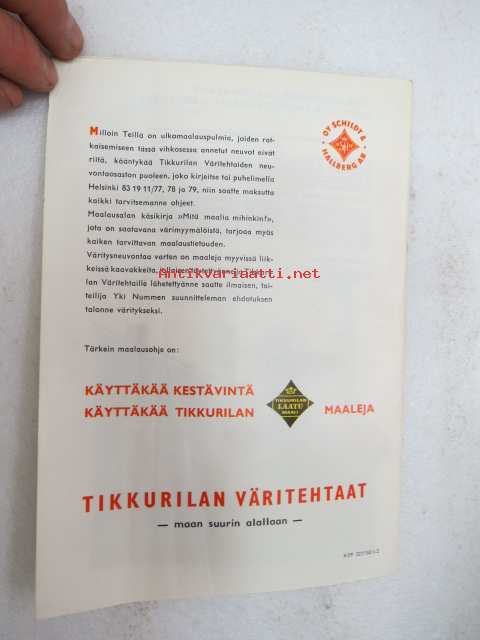 OY SCHILDT &
HALLBERG AB
Milloin Teillä on ulkomaalauspulmia, joiden rat-
kaisemiseen tässä vihkosessa annetut neuvot eivät
riitä, kääntykää Tikkurilan Väritehtaiden neu-
vontaosaston puoleen, joko kirjeitse tai puhelimella
Helsinki 83 19 11/77, 78 ja 79, niin saatte maksutta
kaikki tarvitsemanne ohjeet.
Maalausalan käsikirja »Mitä maalia mihinkin»,
jota on saatavana värimyymälöistä, tarjoaa myös
kaiken tarvittavan maalaustietouden.
Väritysneuvontaa varten on maaleja myyvissä liik-
keissä kaavakkeita,
Antikvariaatti.net
lan Väritehtaille lähetettyänne saatte ilmaisen, tai-
teilija Yki Nummen suunnitteleman ehdotuksen
talonne väritykseksi.
Tärkein maalausohje on:
KÄYTTÄKÄÄ KESTÄVINTÄ
KÄYTTÄKÄÄ TIKKURILAN
TIKKURILAN
LAATU
MAALI
MAALEJA
TIKKURILAN VÄRITEHTAAT
— maan suurin alallaan —